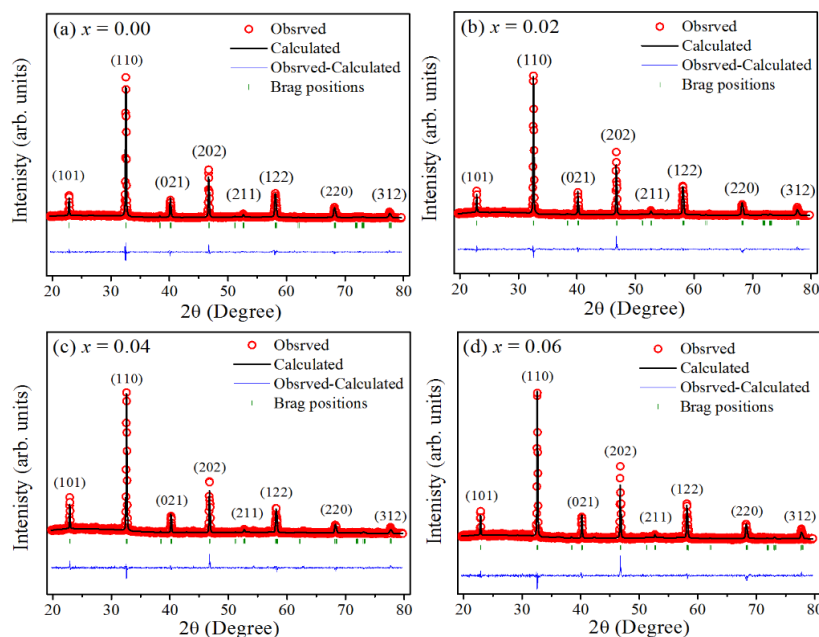 (a) x = 0.00
Obsrved
Calculated
Obsrved-Calculated
Brag positions
(110)
(101)
(021)
(202)
(211)
(122)
(220)
(312)
Intenisty (arb. units)
20 30 40 50 60 70 80
2θ (Degree)
(b) x = 0.02
Obsrved
Calculated
Obsrved-Calculated
Brag positions
(110)
(101)
(021)
(202)
(211)
(122)
(220)
(312)
Intenisty (arb. units)
20 30 40 50 60 70 80
2θ (Degree)
(c) x = 0.04
Obsrved
Calculated
Obsrved-Calculated
Brag positions
(110)
(101)
(021)
(202)
(211)
(122)
(220)
(312)
Intenisty (arb. units)
20 30 40 50 60 70 80
2θ (Degree)
(d) x = 0.06
Obsrved
Calculated
Obsrved-Calculated
Brag positions
(110)
(101)
(021)
(202)
(211)
(122)
(220)
(312)
Intenisty (arb. units)
20 30 40 50 60 70 80
2θ (Degree)